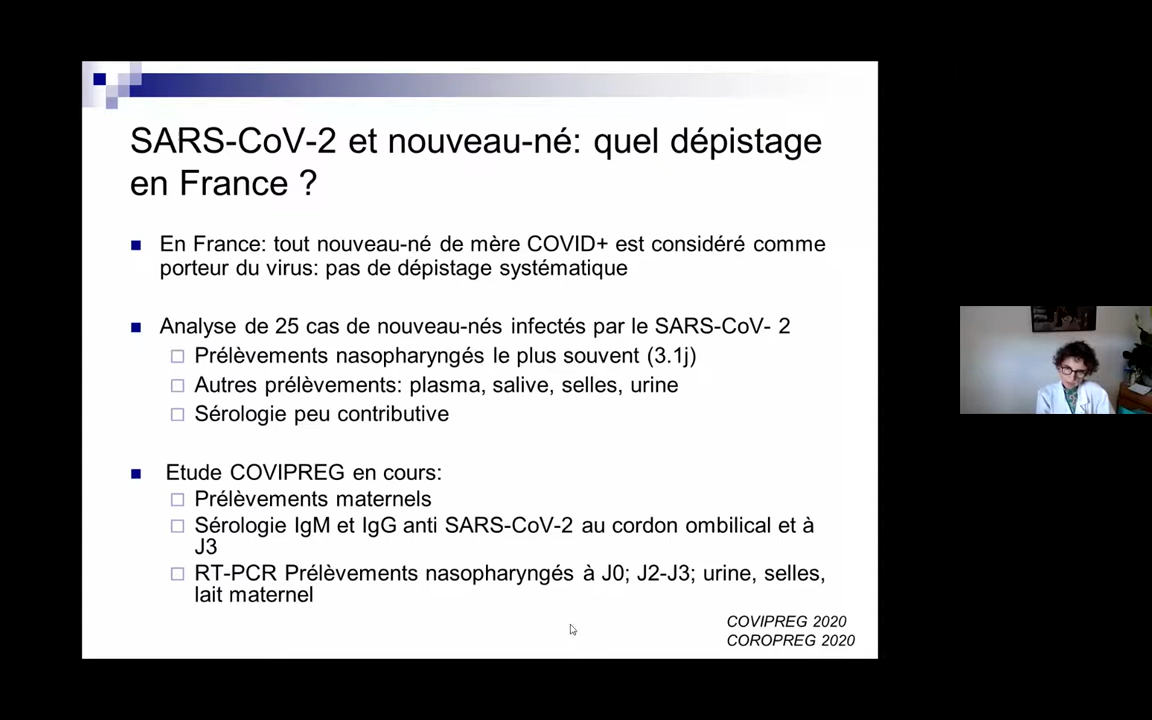 SARS-CoV-2 et nouveau-né: quel dépistage
en France ?
En France: tout nouveau-né de mère COVID+ est considéré comme
porteur du virus: pas de dépistage systématique
Analyse de 25 cas de nouveau-nés infectés par le SARS-CoV- 2
Prélèvements nasopharyngés le plus souvent (3.1j)
Autres prélèvements: plasma, salive, selles, urine
Sérologie peu contributive
Etude COVIPREG en cours:
Prélèvements maternels
Sérologie IgM et IgG anti SARS-CoV-2 au cordon ombilical et à
J3
RT-PCR Prélèvements nasopharyngés à J0; J2-J3; urine, selles,
lait maternel
COVIPREG 2020
COROPREG 2020